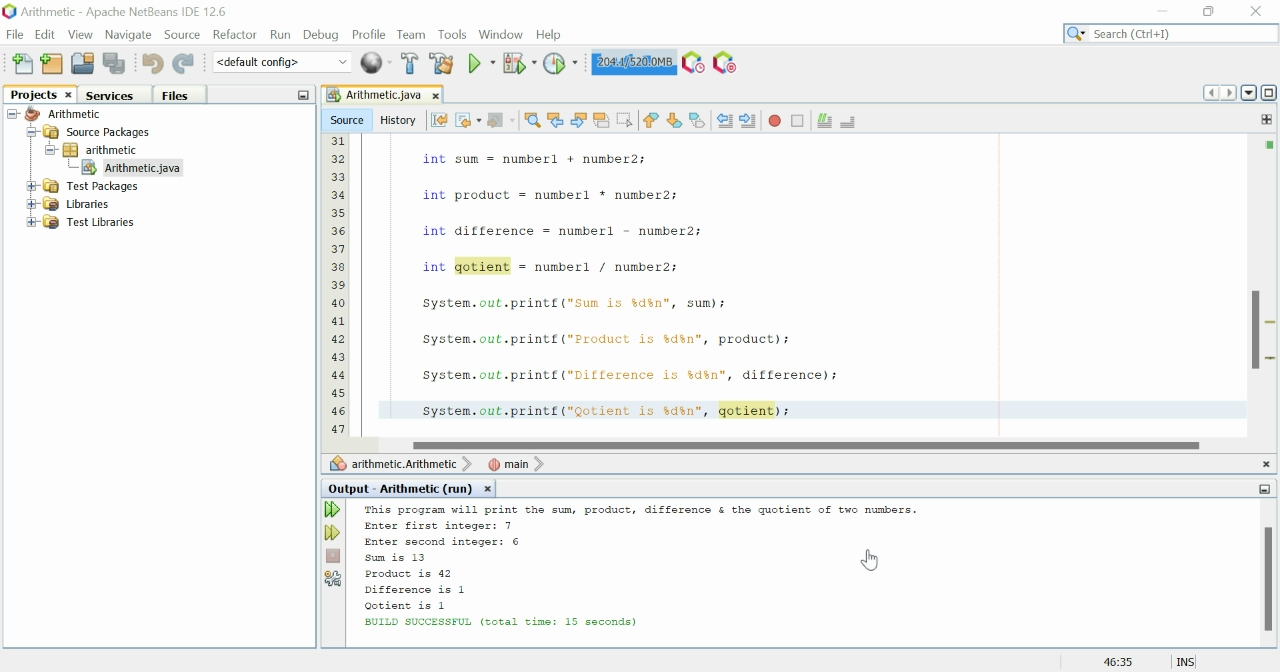 Arithmetic - Apache NetBeans IDE 12.6
File Edit View Navigate Source Refactor Run Debug Profile Team Tools Window Help
Search (Ctrl+I)
<default config>
204.1/520.0MB
Projects Services Files
Arithmetic
Source Packages
arithmetic
Arithmetic.java
Test Packages
Libraries
Test Libraries
Arithmetic.java
Source History
31
32 int sum = number1 + number2;
33
34 int product = number1 * number2;
35
36 int difference = number1 - number2;
37
38 int qotient = number1 / number2;
39
40 System.out.printf("Sum is %d%n", sum);
41
42 System.out.printf("Product is %d%n", product);
43
44 System.out.printf("Difference is %d%n", difference);
45
46 System.out.printf("Qotient is %d%n", qotient);
47
arithmetic.Arithmetic main
Output - Arithmetic (run)
This program will print the sum, product, difference & the quotient of two numbers.
Enter first integer: 7
Enter second integer: 6
Sum is 13
Product is 42
Difference is 1
Qotient is 1
BUILD SUCCESSFUL (total time: 15 seconds)
46:35 INS